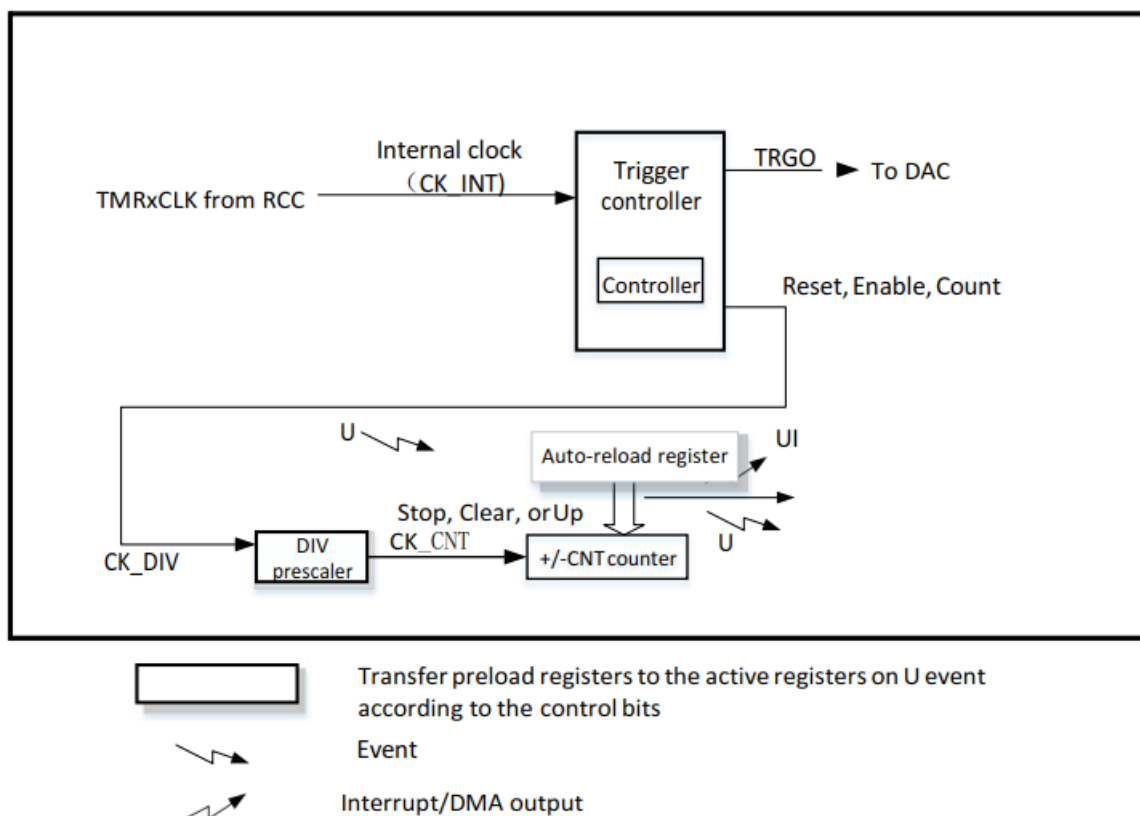 Internal clock
（CK_INT)
TMRxCLK from RCC
Trigger
controller
Controller
TRGO
To DAC
Reset, Enable, Count
U
Auto-reload register
UI
U
Stop, Clear, or Up
CK_CNT
CK_DIV
DIV
prescaler
+/-CNT counter
Transfer preload registers to the active registers on U event
according to the control bits
Event
Interrupt/DMA output